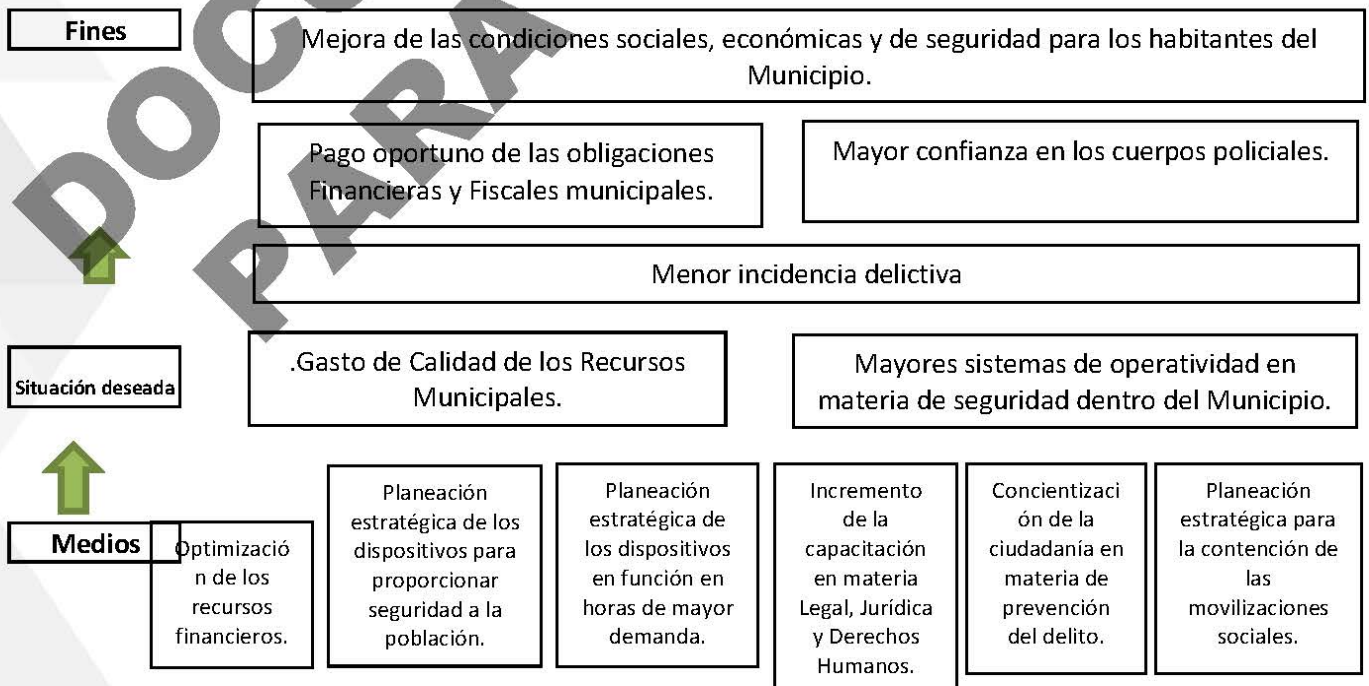 Fines
Mejora de las condiciones sociales, económicas y de seguridad para los habitantes del
Municipio.
Pago oportuno de las obligaciones
Financieras y Fiscales municipales.
Mayor confianza en los cuerpos policiales.
Menor incidencia delictiva
Situación deseada
.Gasto de Calidad de los Recursos
Municipales.
Mayores sistemas de operatividad en
materia de seguridad dentro del Municipio.
Medios
Optimizació
n de los
recursos
financieros.
Planeación
estratégica de los
dispositivos para
proporcionar
seguridad a la
población.
Planeación
estratégica de
los dispositivos
en función en
horas de mayor
demanda.
Incremento
de la
capacitación
en materia
Legal, Jurídica
y Derechos
Humanos.
Concientizaci
ón de la
ciudadanía en
materia de
prevención
del delito.
Planeación
estratégica para
la contención de
las
movilizaciones
sociales.
PARA